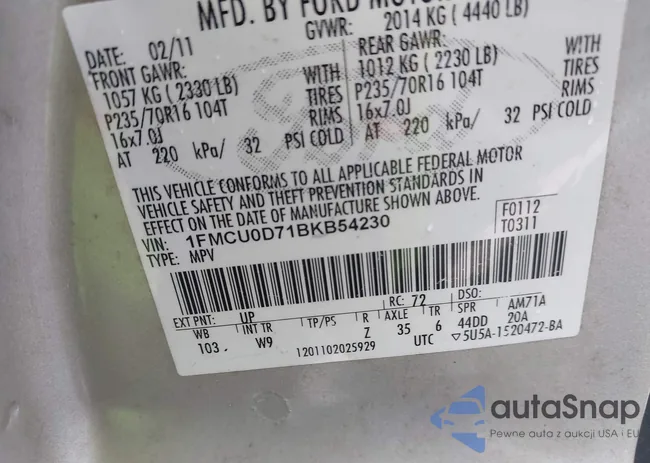 MFD. BY FORD MOTOR
GVWR: 2014 KG (4440 LB)
DATE: 02/11
FRONT GAWR:
1057 KG (2330 LB) WITH
P235/70R16 104T TIRES
16x7.0J RIMS
AT 220 kPa/ 32 PSI COLD
REAR GAWR:
1012 KG (2230 LB) WITH
P235/70R16 104T TIRES
16x7.0J RIMS
AT 220 kPa/ 32 PSI COLD
THIS VEHICLE CONFORMS TO ALL APPLICABLE FEDERAL MOTOR
VEHICLE SAFETY AND THEFT PREVENTION STANDARDS IN
EFFECT ON THE DATE OF MANUFACTURE SHOWN ABOVE.
VIN: 1FMCU0D71BKB54230
TYPE: MPV
F0112
T0311
EXT PNT: UP RC: 72 DSO:
WB INT TR TP/PS R AXLE TR SPR AM71A
103. W9 Z 35 6 44DD 20A
1201102025929 UTC ▽5U5A-1520472-BA
autaSnap
Pewne auta z aukcji USA i EU